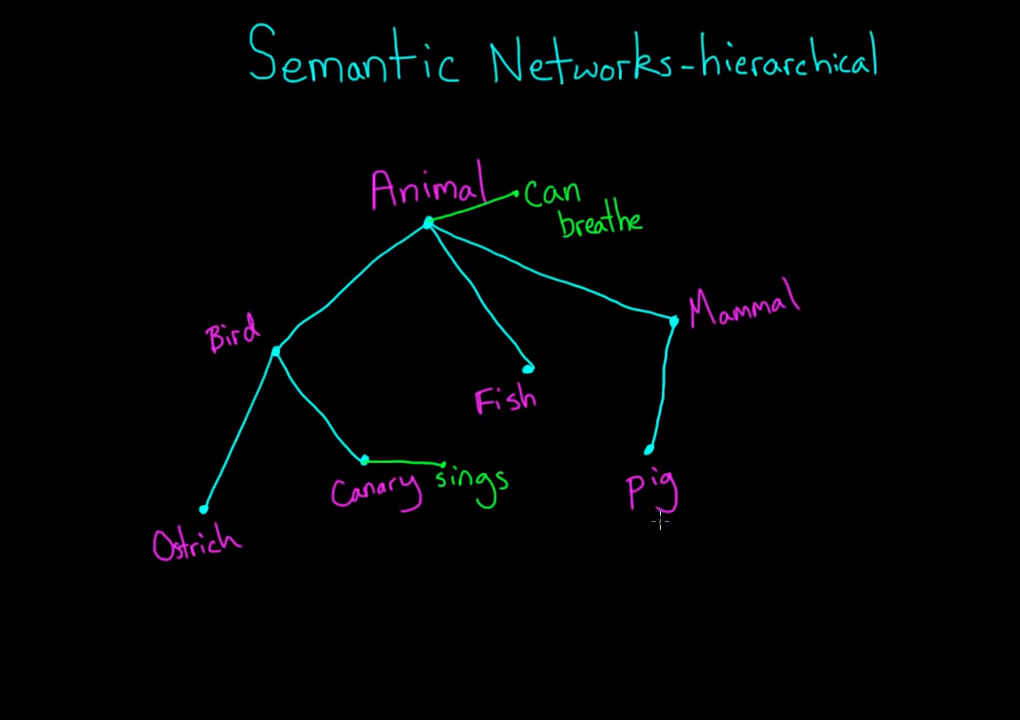 Semantic Networks-hierarchical
Animal
can
breathe
Bird
Mammal
Fish
Canary
sings
Pig
Ostrich